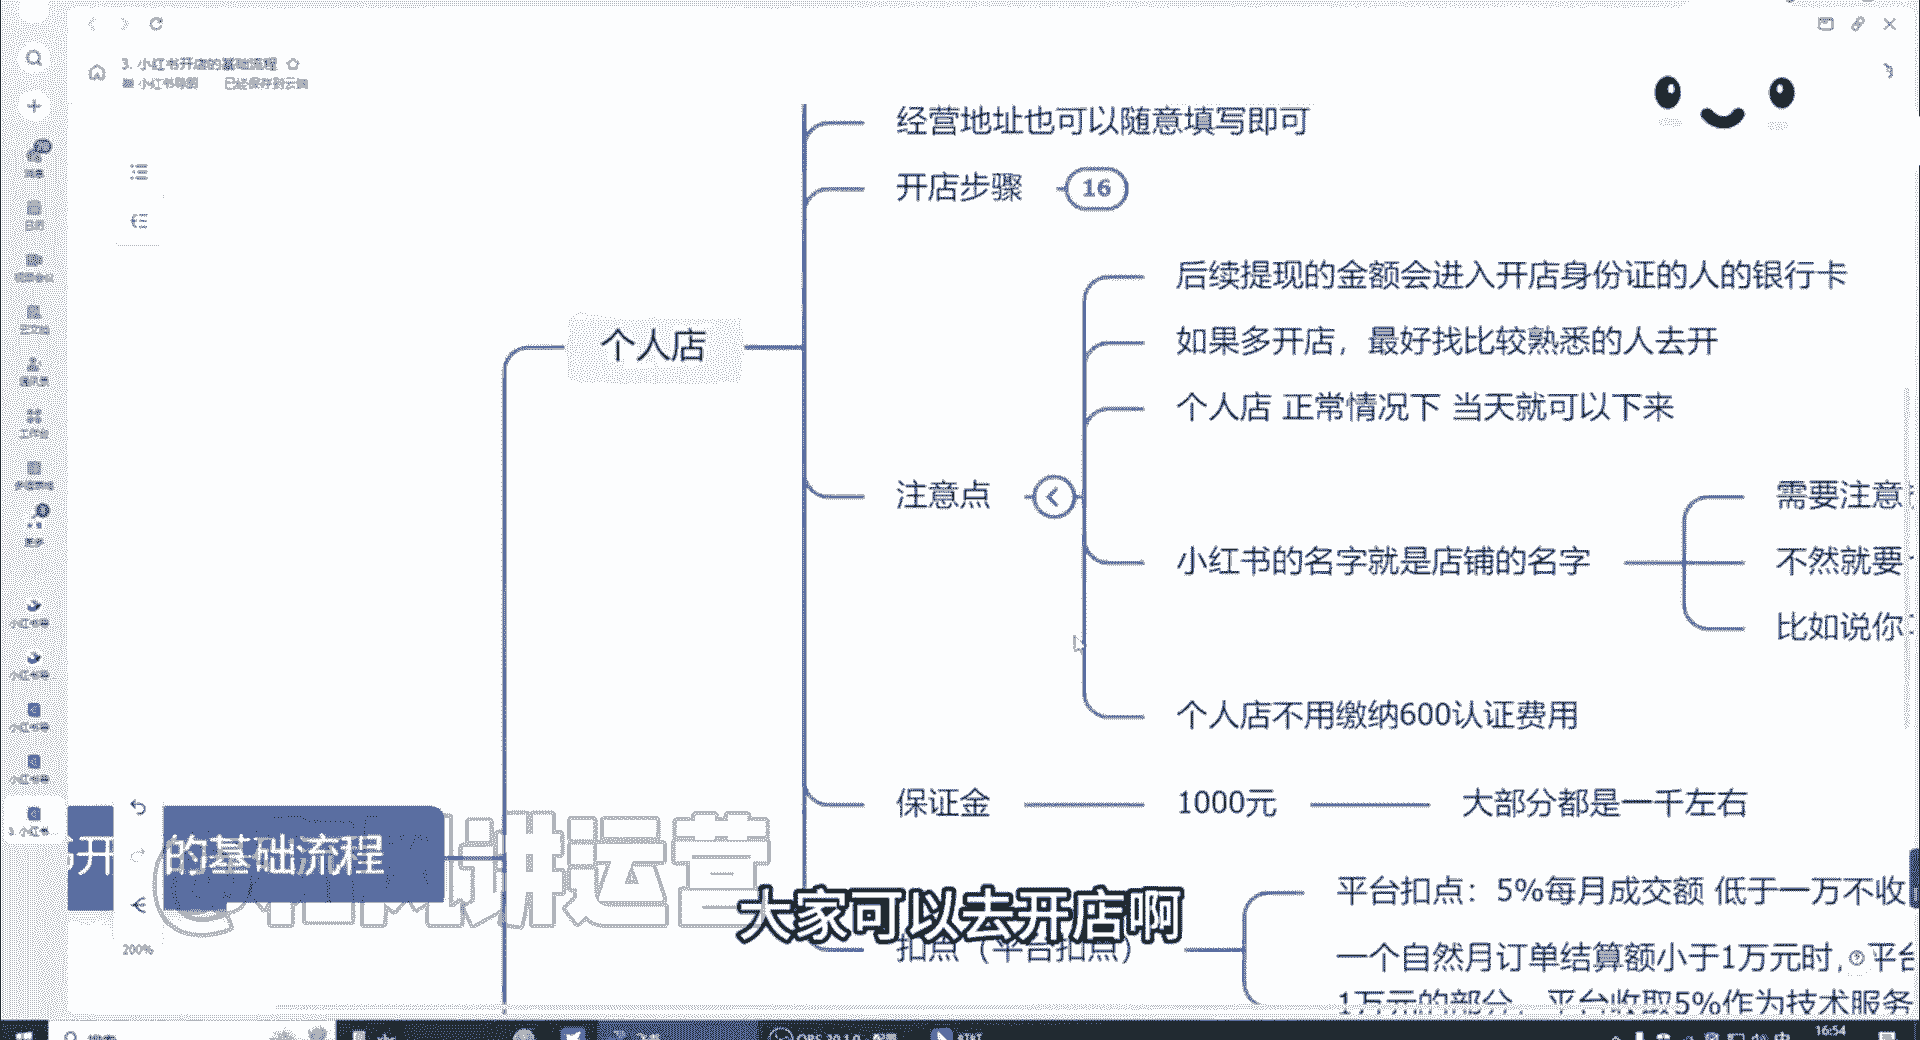 3. 小红书开店的基础流程
小红书导航 已经保存到云端
经营地址也可以随意填写即可
开店步骤 16
后续提现的金额会进入开店身份证的人的银行卡
如果多开店，最好找比较熟悉的人去开
个人店
个人店 正常情况下 当天就可以下来
注意点
需要注意
小红书的名字就是店铺的名字
不然就要
比如说你
个人店不用缴纳600认证费用
保证金 1000元 大部分都是一千左右
开 的基础流程
讲运营
大家可以去开店啊
平台扣点：5%每月成交额 低于一万不收
扣点（平台扣点）
一个自然月订单结算额小于1万元时，平台
1万元的部分，平台收取5%作为技术服务
200%
16:54